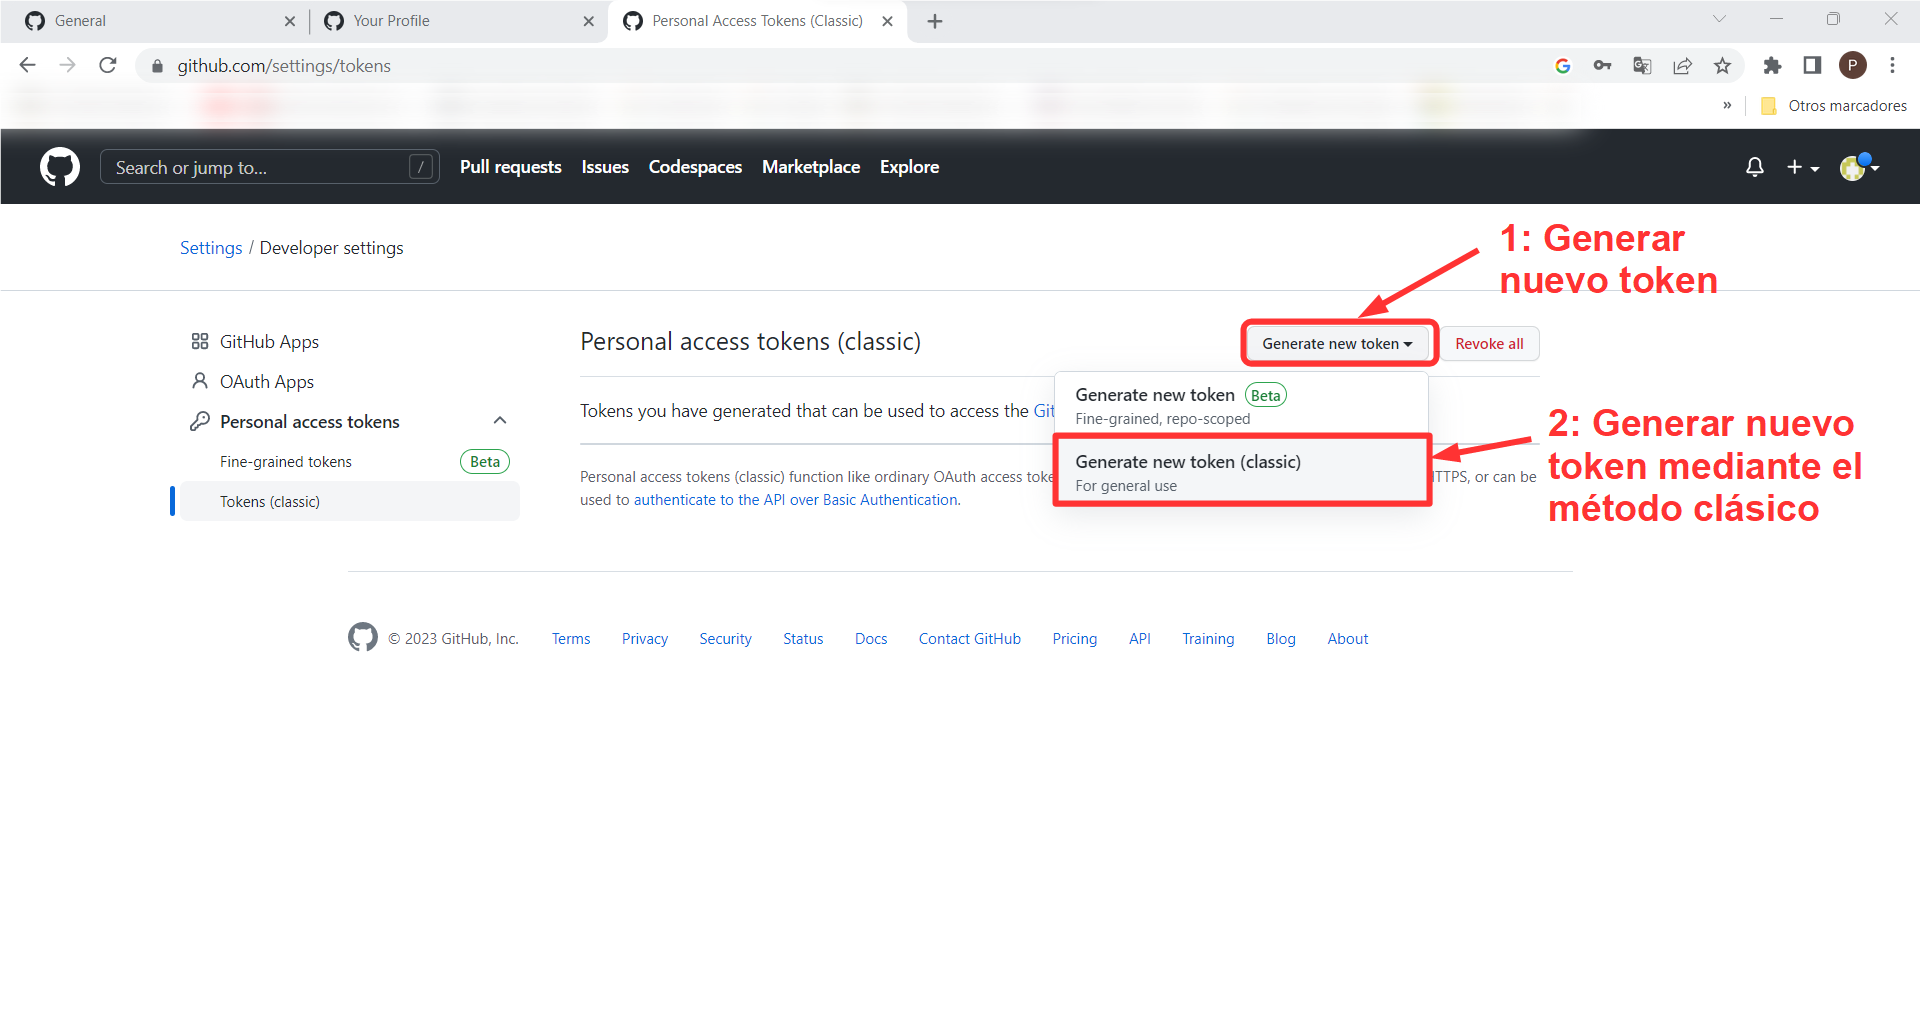 General
Your Profile
Personal Access Tokens (Classic)
github.com/settings/tokens
P
»
Otros marcadores
Search or jump to...
/
Pull requests
Issues
Codespaces
Marketplace
Explore
Settings / Developer settings
1: Generar
nuevo token
GitHub Apps
OAuth Apps
Personal access tokens
Fine-grained tokens
Beta
Tokens (classic)
Personal access tokens (classic)
Generate new token
Revoke all
Tokens you have generated that can be used to access the Git
Generate new token Beta
Fine-grained, repo-scoped
Generate new token (classic)
For general use
2: Generar nuevo
token mediante el
método clásico
Personal access tokens (classic) function like ordinary OAuth access toke TTPS, or can be
used to authenticate to the API over Basic Authentication.
© 2023 GitHub, Inc.
Terms
Privacy
Security
Status
Docs
Contact GitHub
Pricing
API
Training
Blog
About